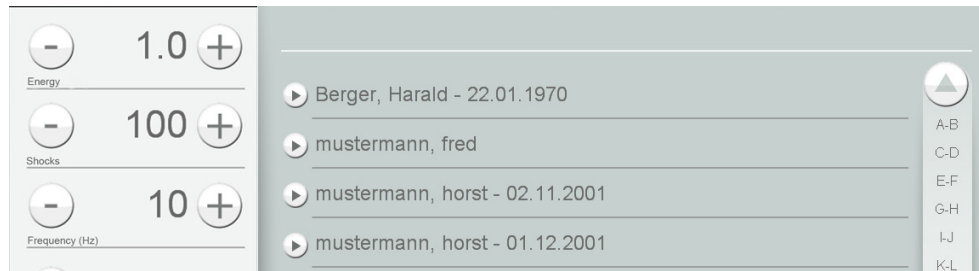 - 1.0 +
Energy
- 100 +
Shocks
- 10 +
Frequency (Hz)
Berger, Harald - 22.01.1970
mustermann, fred
mustermann, horst - 02.11.2001
mustermann, horst - 01.12.2001
A-B
C-D
E-F
G-H
I-J
K-L